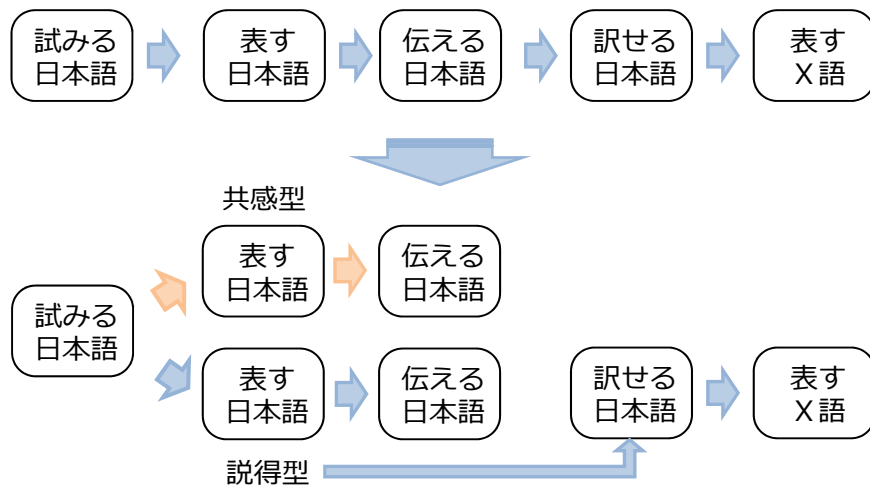 試みる
日本語
表す
日本語
伝える
日本語
訳せる
日本語
表す
Ｘ語
共感型
表す
日本語
伝える
日本語
試みる
日本語
表す
日本語
伝える
日本語
訳せる
日本語
表す
Ｘ語
説得型